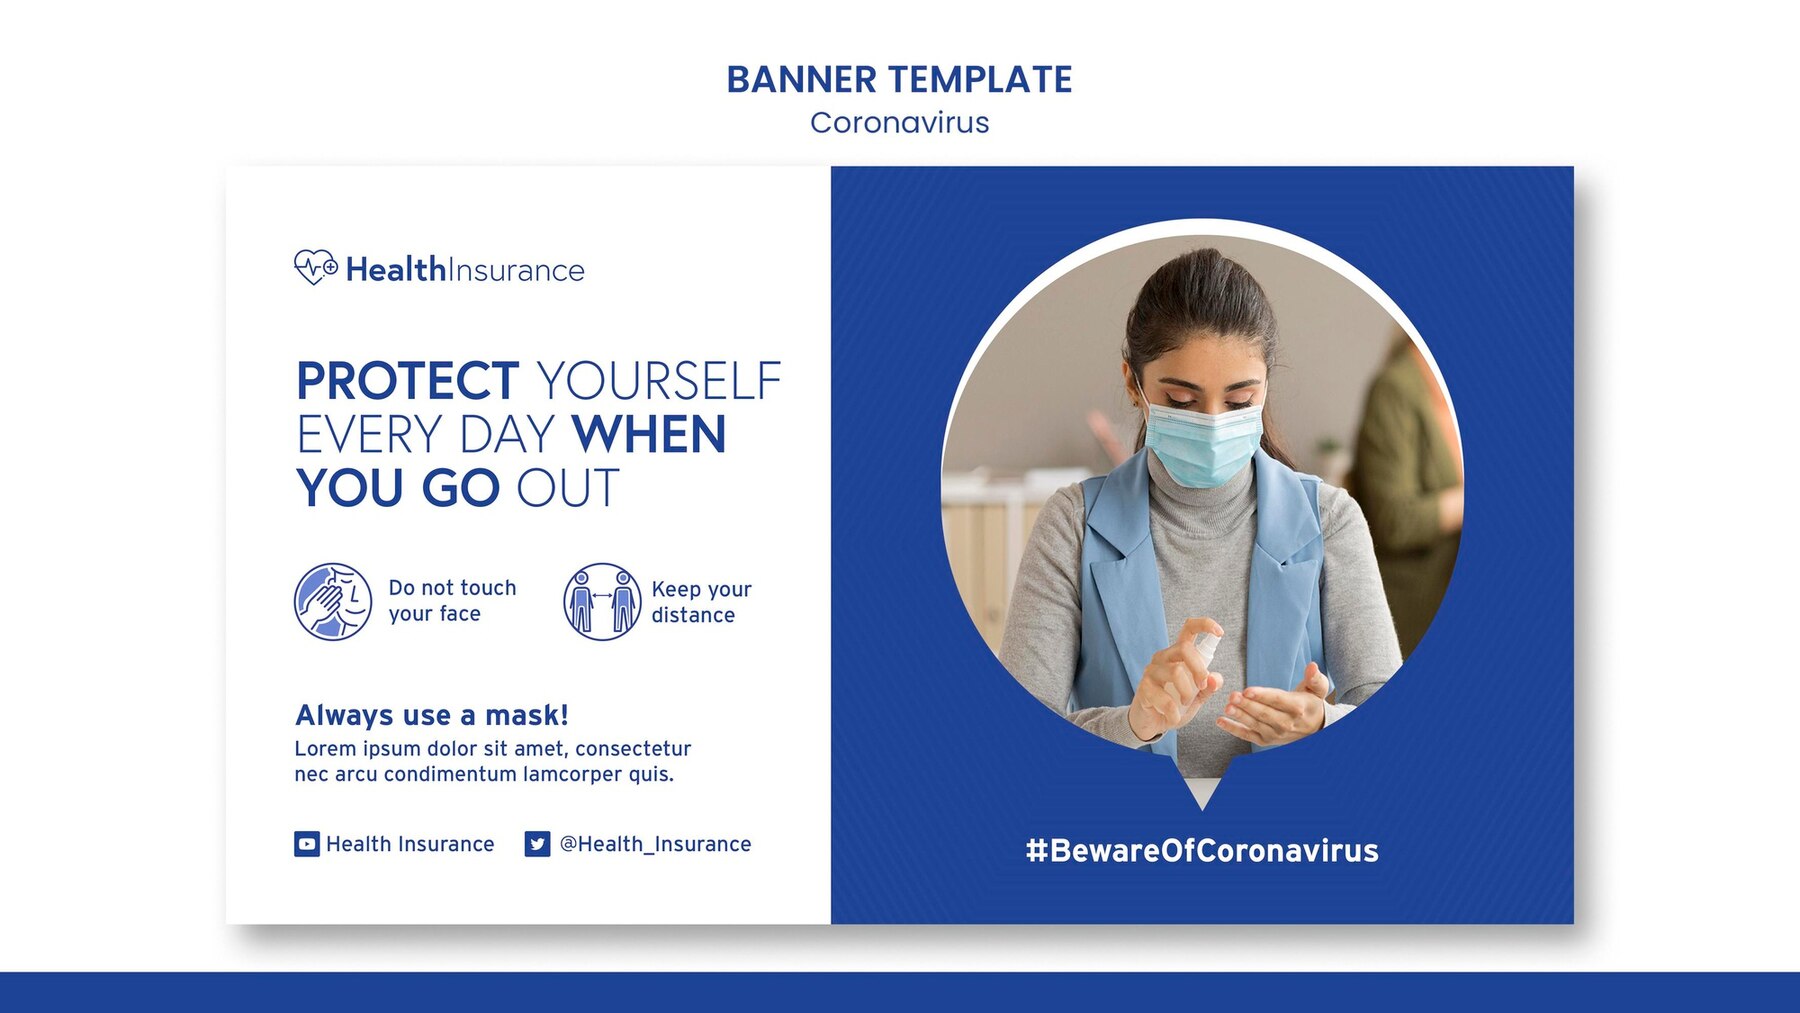 BANNER TEMPLATE
Coronavirus
HealthInsurance
PROTECT YOURSELF
EVERY DAY WHEN
YOU GO OUT
Do not touch
your face
Keep your
distance
Always use a mask!
Lorem ipsum dolor sit amet, consectetur
nec arcu condimentum lamcorper quis.
Health Insurance
@Health_Insurance
#BewareOfCoronavirus